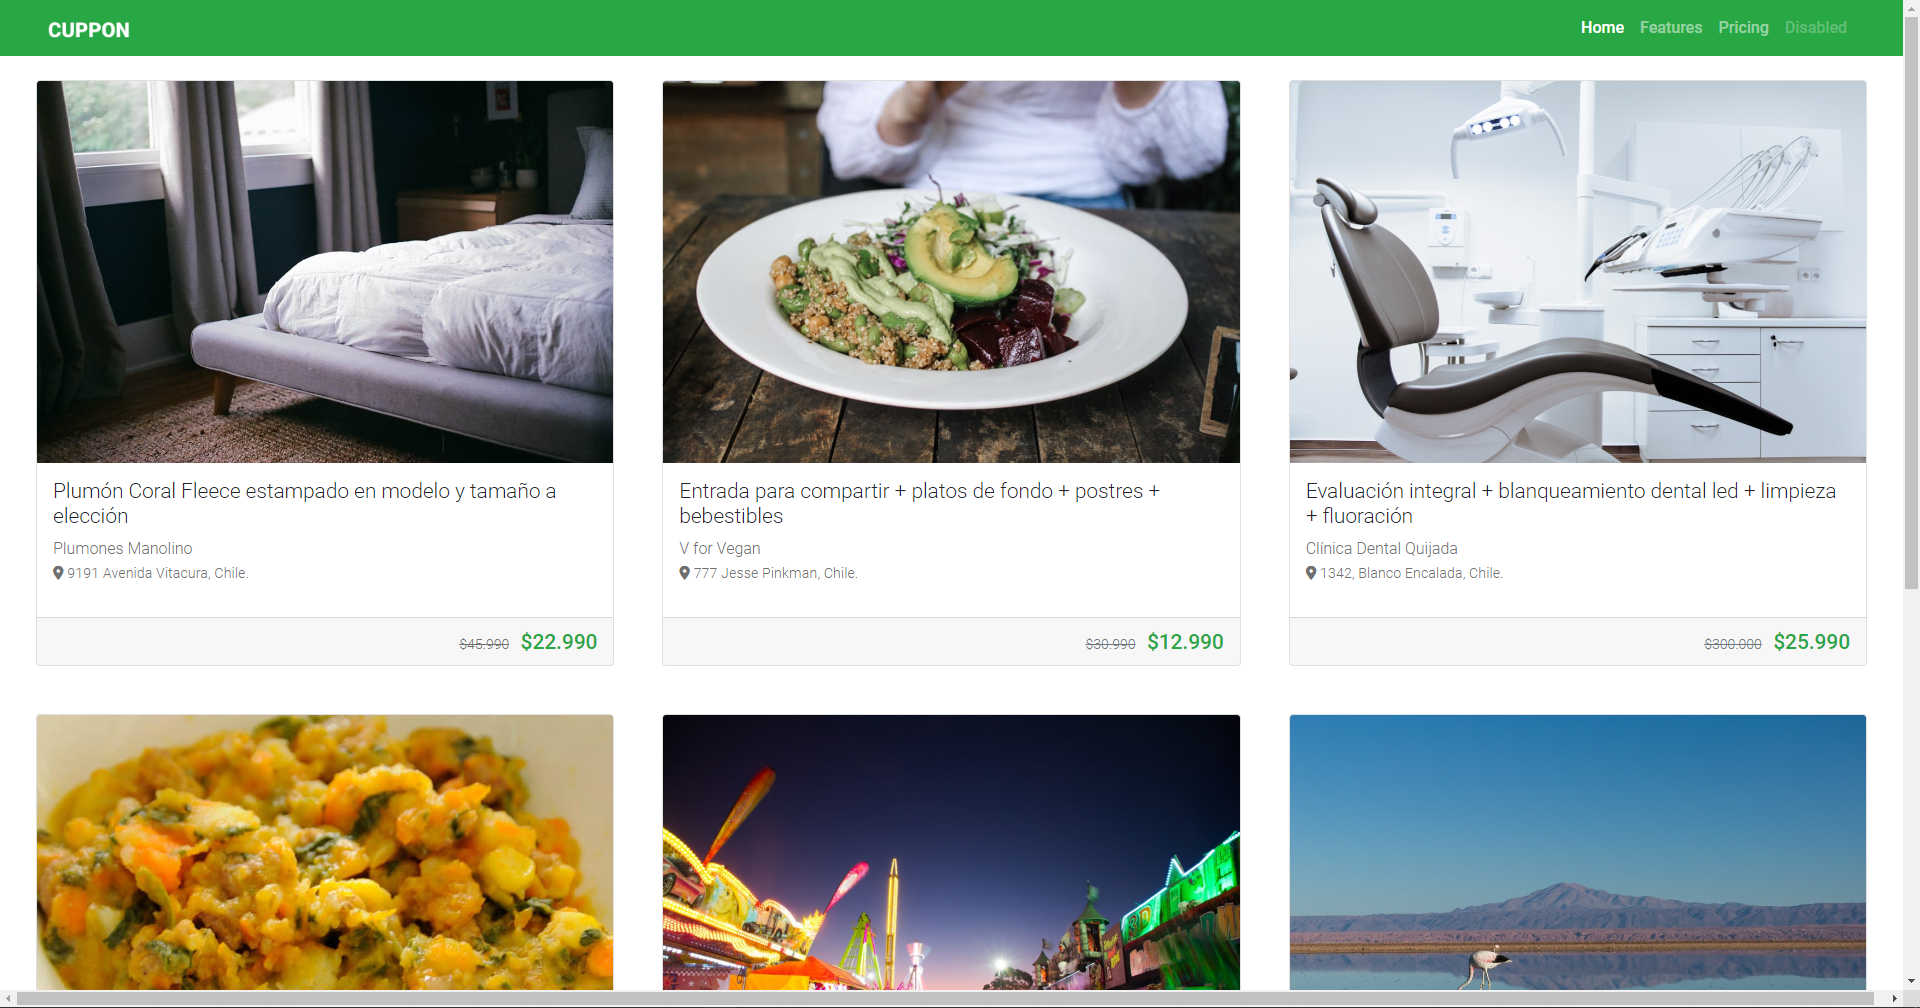 CUPPON
Home Features Pricing Disabled
Plumón Coral Fleece estampado en modelo y tamaño a
elección
Plumones Manolino
9191 Avenida Vitacura, Chile.
$45.990 $22.990
Entrada para compartir + platos de fondo + postres +
bebestibles
V for Vegan
777 Jesse Pinkman, Chile.
$30.990 $12.990
Evaluación integral + blanqueamiento dental led + limpieza
+ fluoración
Clínica Dental Quijada
1342, Blanco Encalada, Chile.
$300.000 $25.990